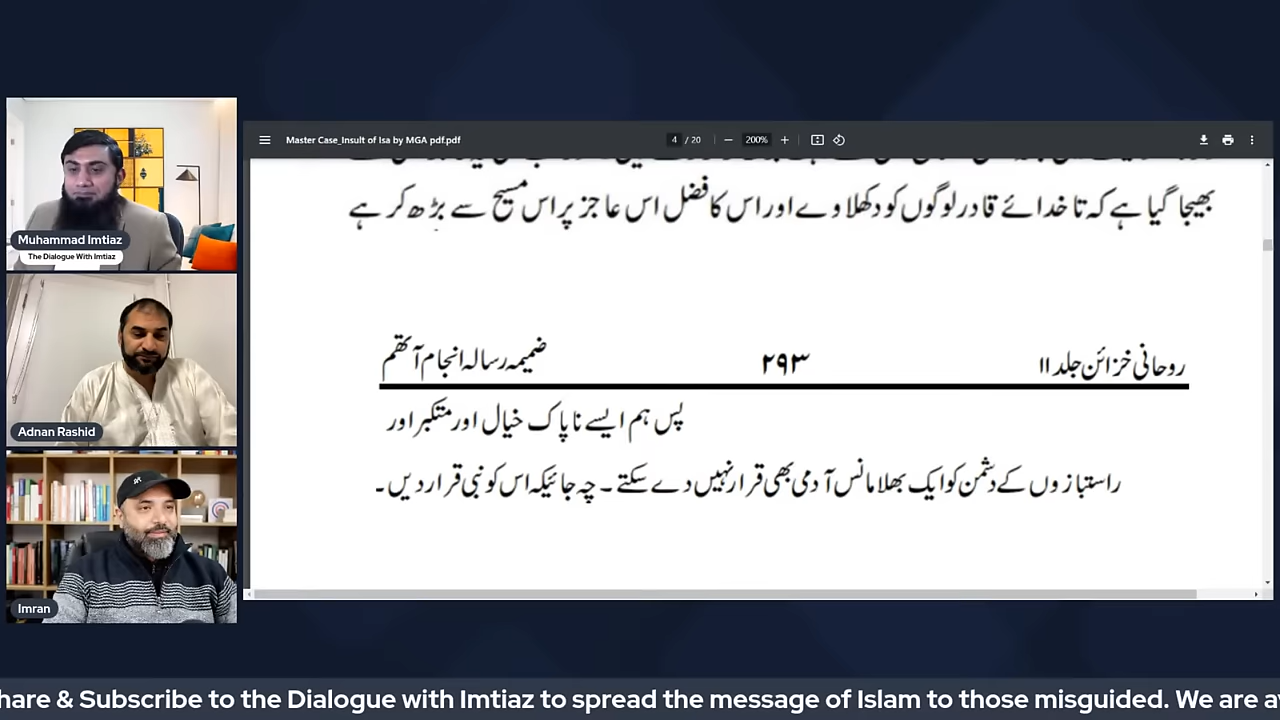 Master Case_Insult of Isa by MGA pdf.pdf
4 / 20
200%
بھیجا گیا ہے کہ تا خدائے قادر لوگوں کو دکھلا وے اور اس کا فضل اس عاجز پر اس مسیح سے بڑھ کر ہے
روحانی خزائن جلد ۱۱
۲۹۳
ضمیمہ رسالہ انجام آتھم
پس ہم ایسے ناپاک خیال اور متکبر اور
راستبازوں کے دشمن کو ایک بھلا مانس آدمی بھی قرار نہیں دے سکتے ۔ چہ جائیکہ اس کو نبی قرار دیں ۔
Muhammad Imtiaz
The Dialogue With Imtiaz
Adnan Rashid
Imran
hare & Subscribe to the Dialogue with Imtiaz to spread the message of Islam to those misguided. We are a